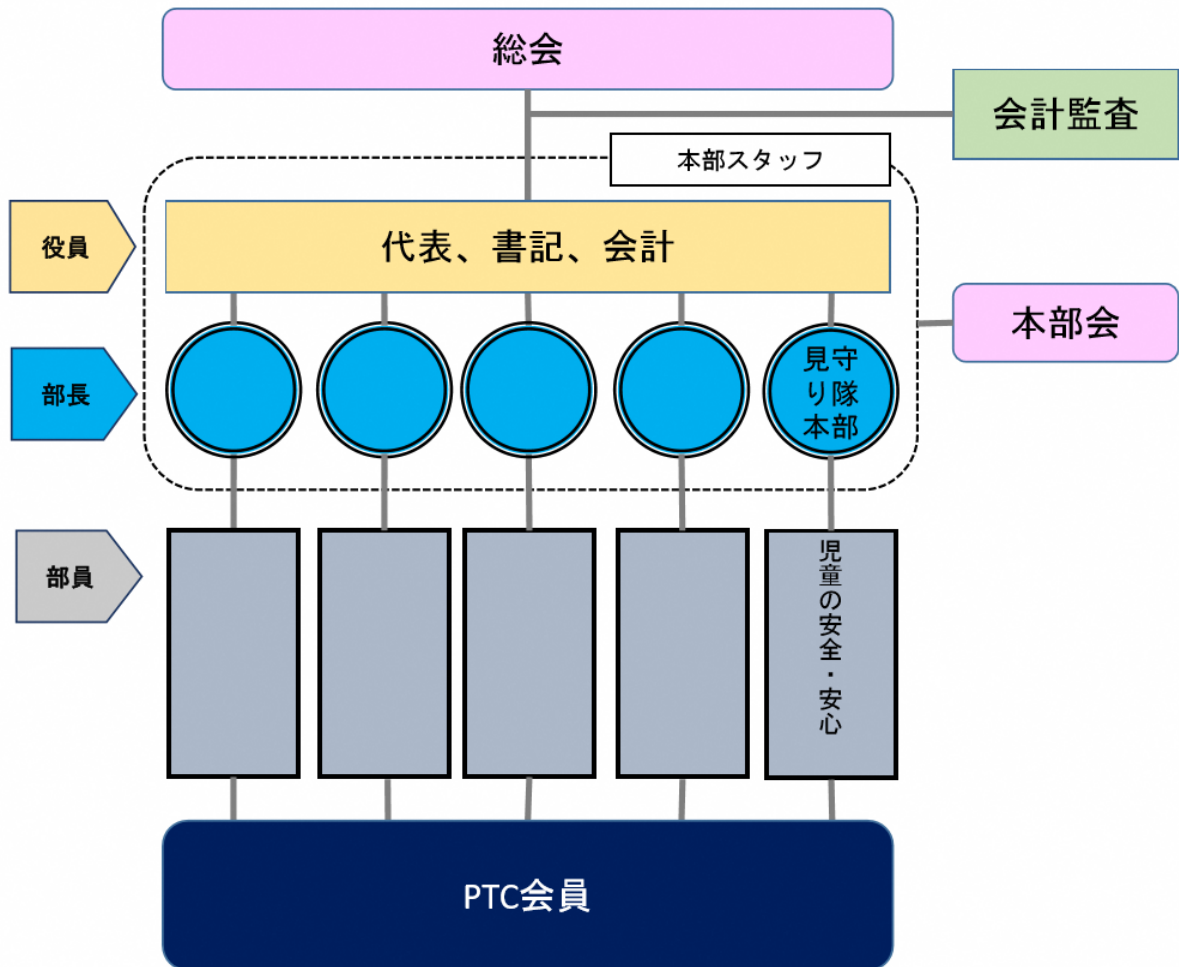 総会
会計監査
本部スタッフ
役員
代表、書記、会計
本部会
部長
見守
り隊
本部
部員
児童の安全・安心
PTC会員